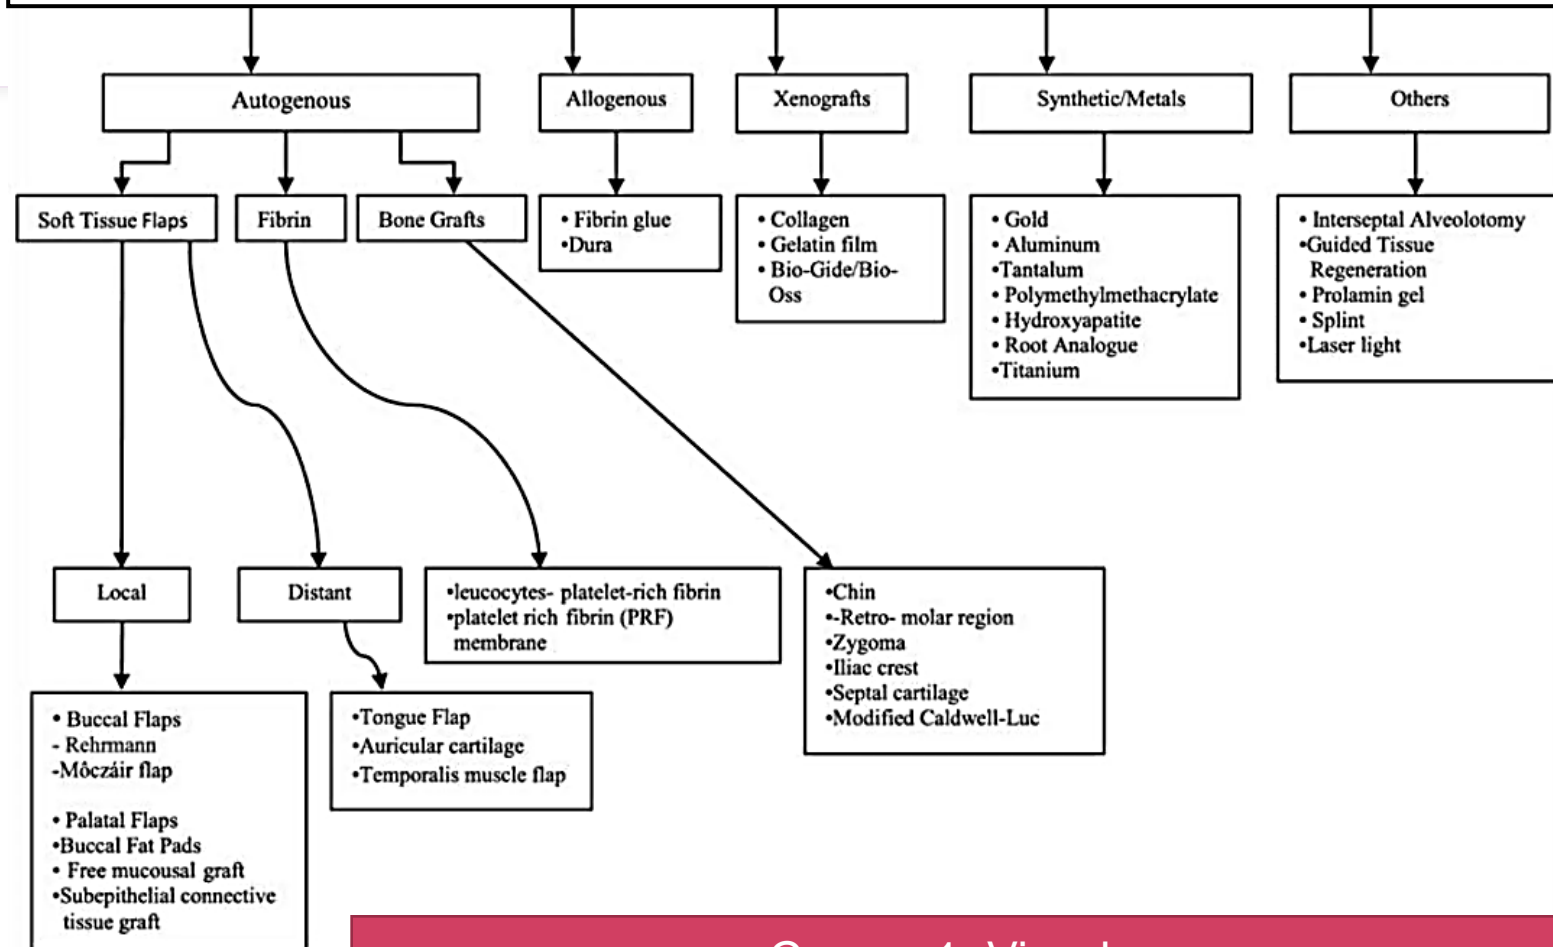 Autogenous
Allogenous
Xenografts
Synthetic/Metals
Others
Soft Tissue Flaps
Fibrin
Bone Grafts
• Fibrin glue
•Dura
• Collagen
• Gelatin film
• Bio-Gide/Bio-
Oss
• Gold
• Aluminum
•Tantalum
• Polymethylmethacrylate
• Hydroxyapatite
• Root Analogue
•Titanium
• Interseptal Alveolotomy
•Guided Tissue
Regeneration
• Prolamin gel
• Splint
•Laser light
Local
Distant
•leucocytes- platelet-rich fibrin
•platelet rich fibrin (PRF)
membrane
•Chin
•-Retro- molar region
•Zygoma
•Iliac crest
•Septal cartilage
•Modified Caldwell-Luc
• Buccal Flaps
- Rehrmann
-Môczáir flap
• Palatal Flaps
•Buccal Fat Pads
• Free mucousal graft
•Subepithelial connective
tissue graft
•Tongue Flap
•Auricular cartilage
•Temporalis muscle flap